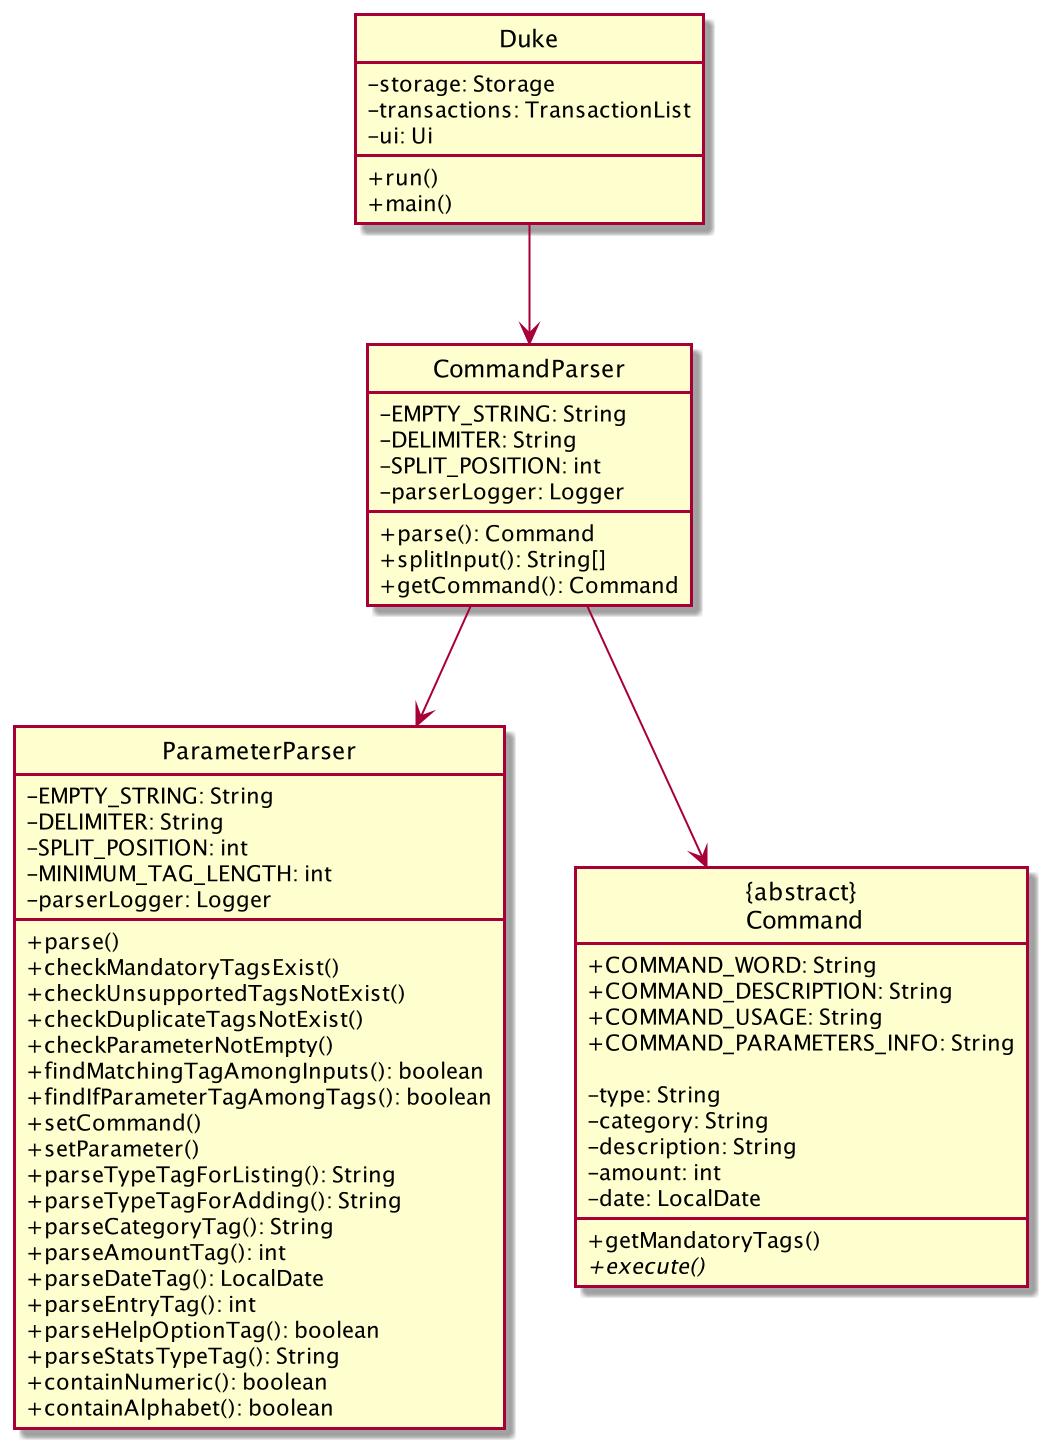 Duke
-storage: Storage
-transactions: TransactionList
-ui: Ui
+run()
+main()
CommandParser
-EMPTY_STRING: String
-DELIMITER: String
-SPLIT_POSITION: int
-parserLogger: Logger
+parse(): Command
+splitInput(): String[]
+getCommand(): Command
ParameterParser
-EMPTY_STRING: String
-DELIMITER: String
-SPLIT_POSITION: int
-MINIMUM_TAG_LENGTH: int
-parserLogger: Logger
+parse()
+checkMandatoryTagsExist()
+checkUnsupportedTagsNotExist()
+checkDuplicateTagsNotExist()
+checkParameterNotEmpty()
+findMatchingTagAmongInputs(): boolean
+findIfParameterTagAmongTags(): boolean
+setCommand()
+setParameter()
+parseTypeTagForListing(): String
+parseTypeTagForAdding(): String
+parseCategoryTag(): String
+parseAmountTag(): int
+parseDateTag(): LocalDate
+parseEntryTag(): int
+parseHelpOptionTag(): boolean
+parseStatsTypeTag(): String
+containNumeric(): boolean
+containAlphabet(): boolean
{abstract}
Command
+COMMAND_WORD: String
+COMMAND_DESCRIPTION: String
+COMMAND_USAGE: String
+COMMAND_PARAMETERS_INFO: String
-type: String
-category: String
-description: String
-amount: int
-date: LocalDate
+getMandatoryTags()
+execute()